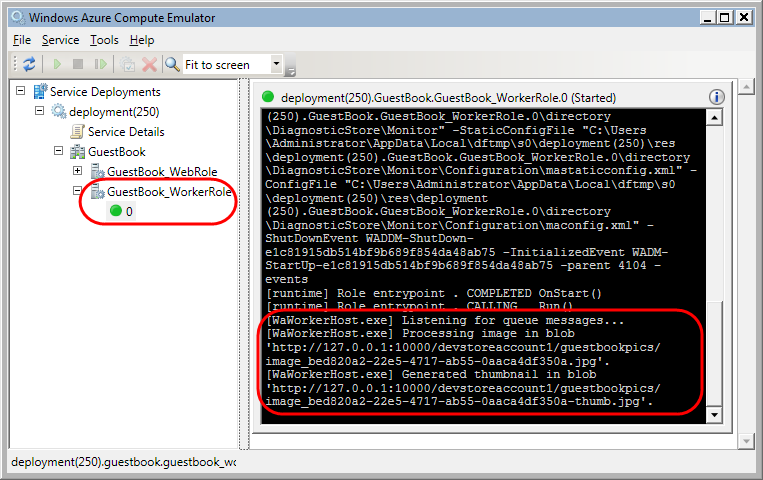 Windows Azure Compute Emulator
File Service Tools Help
Fit to screen
Service Deployments
deployment(250)
Service Details
GuestBook
GuestBook_WebRole
GuestBook_WorkerRole
0
deployment(250).GuestBook.GuestBook_WorkerRole.0 (Started)
(250).GuestBook.GuestBook_WorkerRole.0\directory
\DiagnosticStore\Monitor" -StaticConfigFile "C:\Users
\Administrator\AppData\Local\dftmp\s0\deployment(250)\res
\deployment(250).GuestBook.GuestBook_WorkerRole.0\directory
\DiagnosticStore\Monitor\Configuration\mastaticconfig.xml" -
ConfigFile "C:\Users\Administrator\AppData\Local\dftmp\s0
\deployment(250)\res\deployment
(250).GuestBook.GuestBook_WorkerRole.0\directory
\DiagnosticStore\Monitor\Configuration\maconfig.xml" -
ShutDownEvent WADDM-ShutDown-
e1c81915db514bf9b689f854da48ab75 -InitializedEvent WADM-
StartUp-e1c81915db514bf9b689f854da48ab75 -parent 4104 -
events
[runtime] Role entrypoint . COMPLETED OnStart()
[runtime] Role entrypoint . CALLING   Run()
[WaWorkerHost.exe] Listening for queue messages...
[WaWorkerHost.exe] Processing image in blob
'http://127.0.0.1:10000/devstoreaccount1/guestbookpics/
image_bed820a2-22e5-4717-ab55-0aaca4df350a.jpg'.
[WaWorkerHost.exe] Generated thumbnail in blob
'http://127.0.0.1:10000/devstoreaccount1/guestbookpics/
image_bed820a2-22e5-4717-ab55-0aaca4df350a-thumb.jpg'.
deployment(250).guestbook.guestbook_wo